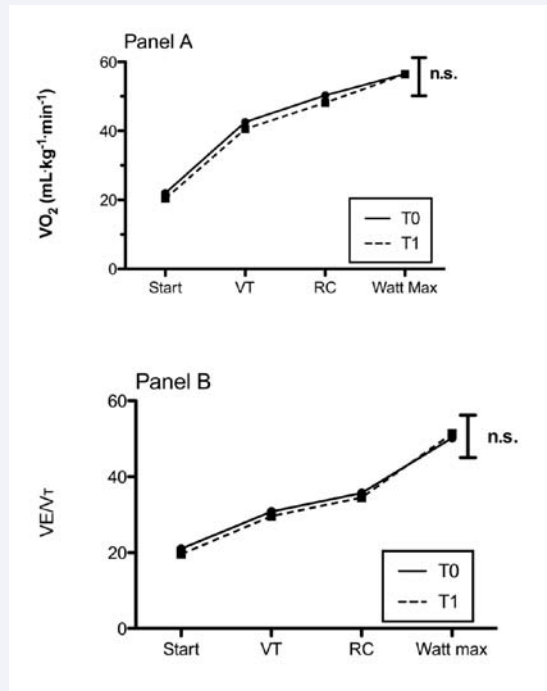 Panel A
60
40
20
0
VO₂ (mL·kg⁻¹·min⁻¹)
n.s.
T0
T1
Start VT RC Watt Max
Panel B
60
40
20
0
VE/VT
n.s.
T0
T1
Start VT RC Watt max